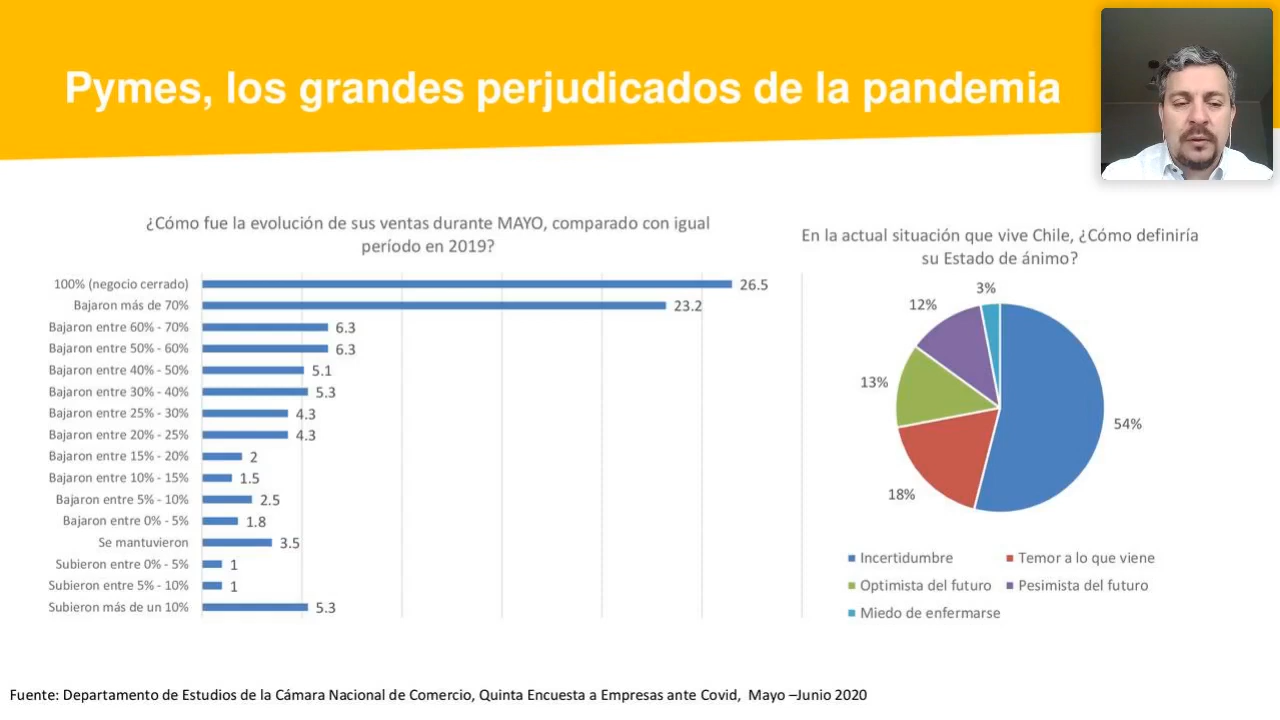 Pymes, los grandes perjudicados de la pandemia
¿Cómo fue la evolución de sus ventas durante MAYO, comparado con igual
período en 2019?
100% (negocio cerrado) 26.5
Bajaron más de 70% 23.2
Bajaron entre 60% - 70% 6.3
Bajaron entre 50% - 60% 6.3
Bajaron entre 40% - 50% 5.1
Bajaron entre 30% - 40% 5.3
Bajaron entre 25% - 30% 4.3
Bajaron entre 20% - 25% 4.3
Bajaron entre 15% - 20% 2
Bajaron entre 10% - 15% 1.5
Bajaron entre 5% - 10% 2.5
Bajaron entre 0% - 5% 1.8
Se mantuvieron 3.5
Subieron entre 0% - 5% 1
Subieron entre 5% - 10% 1
Subieron más de un 10% 5.3
En la actual situación que vive Chile, ¿Cómo definiría
su Estado de ánimo?
3%
12%
13%
54%
18%
Incertidumbre Temor a lo que viene
Optimista del futuro Pesimista del futuro
Miedo de enfermarse
Fuente: Departamento de Estudios de la Cámara Nacional de Comercio, Quinta Encuesta a Empresas ante Covid, Mayo –Junio 2020